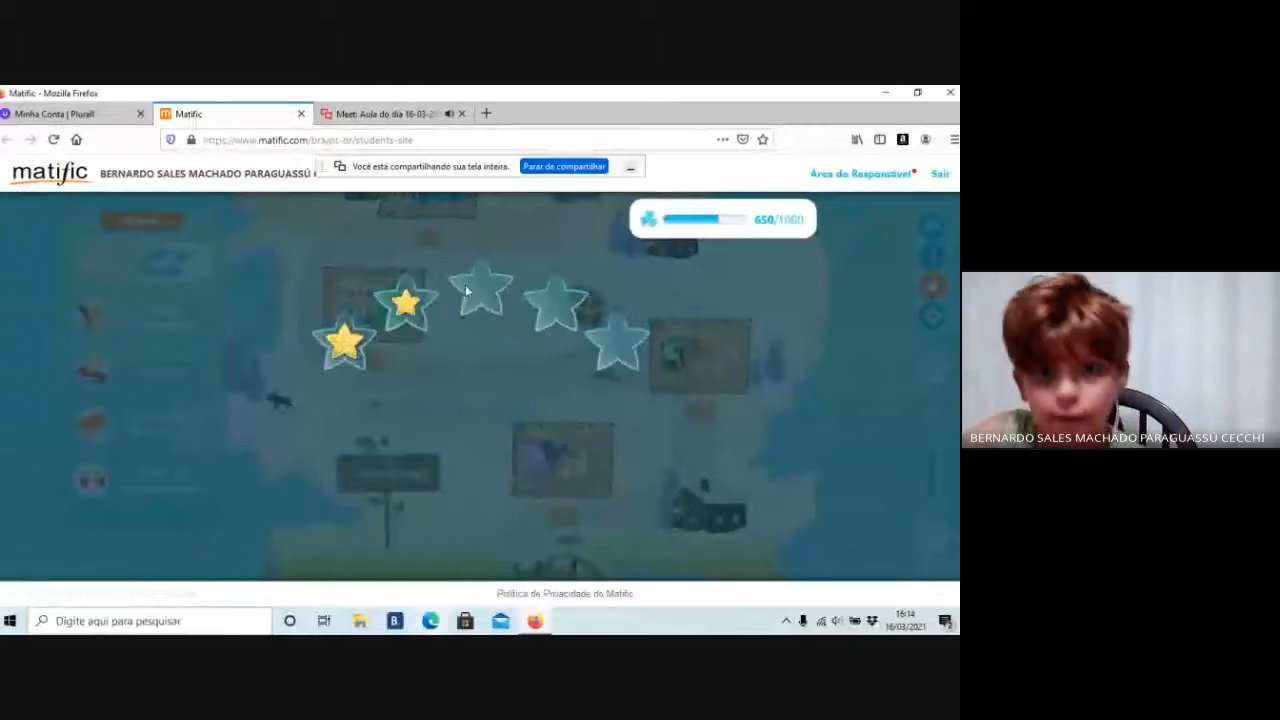 Matific - Mozilla Firefox
Minha Conta | Plurall
Matific
Meet: Aula do dia 16-03-2
https://www.matific.com/bra/pt-br/students-site
matific
BERNARDO SALES MACHADO PARAGUASSÚ
Você está compartilhando sua tela inteira.
Parar de compartilhar
Área do Responsável
Sair
650/1000
BERNARDO SALES MACHADO PARAGUASSÚ CECCHI
Política de Privacidade do Matific
Digite aqui para pesquisar
16:14
16/03/2021